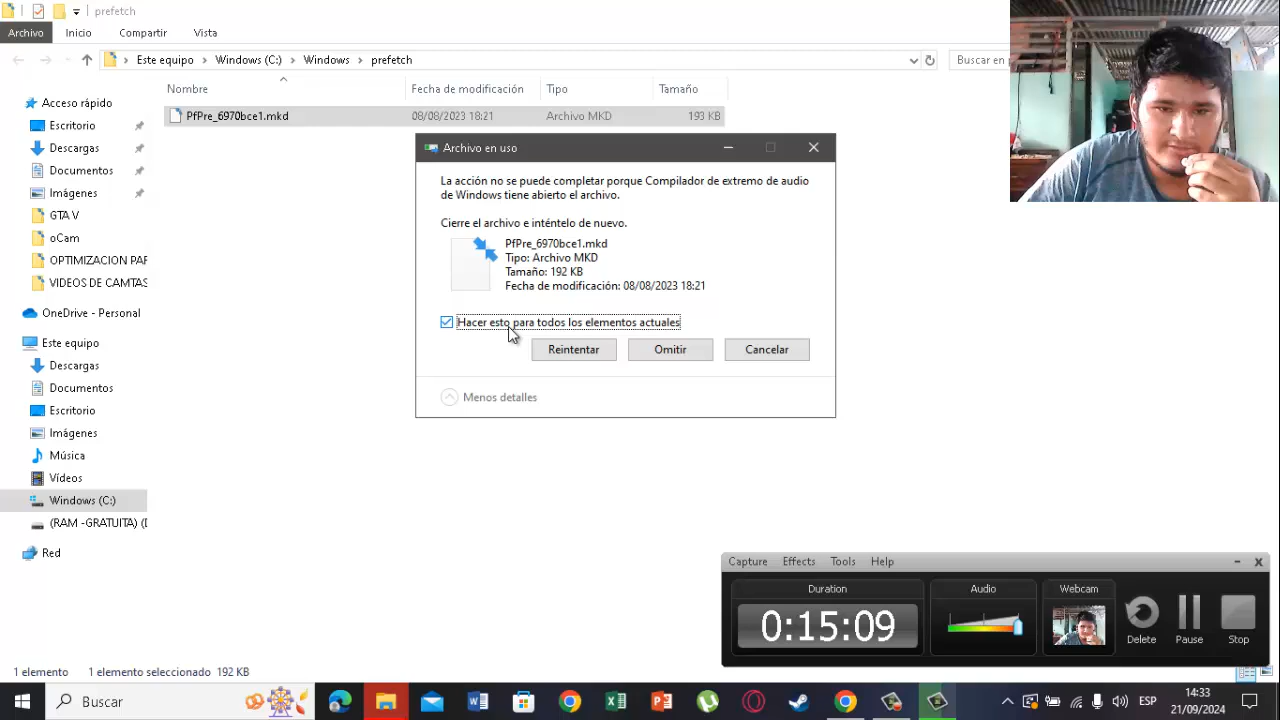 prefetch
Archivo Inicio Compartir Vista
Este equipo Windows (C:) Windows prefetch
Buscar en
Nombre Fecha de modificación Tipo Tamaño
PfPre_6970bce1.mkd 08/08/2023 18:21 Archivo MKD 193 KB
Acceso rápido
Escritorio
Descargas
Documentos
Imágenes
GTA V
oCam
OPTIMIZACION PAR
VIDEOS DE CAMTAS
OneDrive - Personal
Este equipo
Descargas
Documentos
Escritorio
Imágenes
Música
Vídeos
Windows (C:)
(RAM -GRATUITA) (D
Red
Archivo en uso
La acción no se puede completar porque Compilador de extremo de audio
de Windows tiene abierto el archivo.
Cierre el archivo e inténtelo de nuevo.
PfPre_6970bce1.mkd
Tipo: Archivo MKD
Tamaño: 192 KB
Fecha de modificación: 08/08/2023 18:21
Hacer esto para todos los elementos actuales
Reintentar Omitir Cancelar
Menos detalles
Capture Effects Tools Help
Duration Audio Webcam
0:15:09
Delete Pause Stop
1 elemento 1 elemento seleccionado 192 KB
Buscar
ESP
14:33
21/09/2024